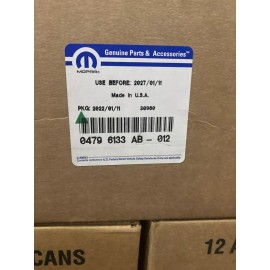 MOPAR
Genuine Parts & Accessories
USE BEFORE: 2027/01/11
Made in U.S.A.
PKG: 2022/01/11 38960
0479 6133 AB - 012
CANS
12 A